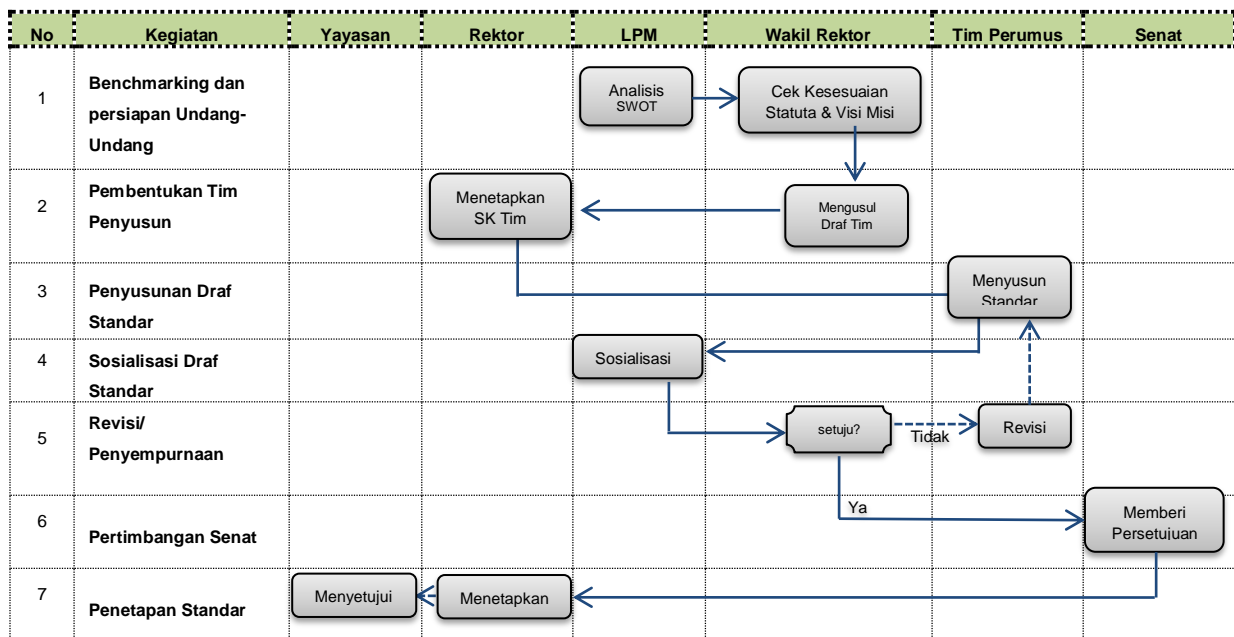 No Kegiatan Yayasan Rektor LPM Wakil Rektor Tim Perumus Senat
1
Benchmarking dan
persiapan Undang-
Undang
Analisis
SWOT
Cek Kesesuaian
Statuta & Visi Misi
2
Pembentukan Tim
Penyusun
Menetapkan
SK Tim
Mengusul
Draf Tim
3
Penyusunan Draf
Standar
Menyusun
Standar
4
Sosialisasi Draf
Standar
Sosialisasi
5
Revisi/
Penyempurnaan
setuju?
Tidak
Revisi
Ya
6
Pertimbangan Senat
Memberi
Persetujuan
7
Penetapan Standar
Menyetujui
Menetapkan